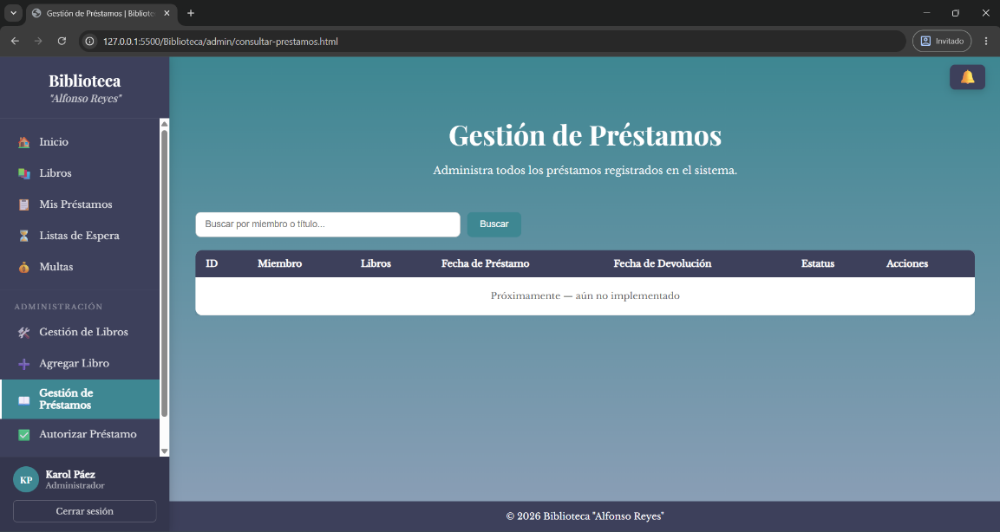 Gestión de Préstamos | Bibliote
127.0.0.1:5500/Biblioteca/admin/consultar-prestamos.html
Invitado
Biblioteca
"Alfonso Reyes"
Inicio
Libros
Mis Préstamos
Listas de Espera
Multas
ADMINISTRACIÓN
Gestión de Libros
Agregar Libro
Gestión de
Préstamos
Autorizar Préstamo
KP
Karol Páez
Administrador
Cerrar sesión
Gestión de Préstamos
Administra todos los préstamos registrados en el sistema.
Buscar por miembro o título...
Buscar
ID Miembro Libros Fecha de Préstamo Fecha de Devolución Estatus Acciones
Próximamente — aún no implementado
© 2026 Biblioteca "Alfonso Reyes"